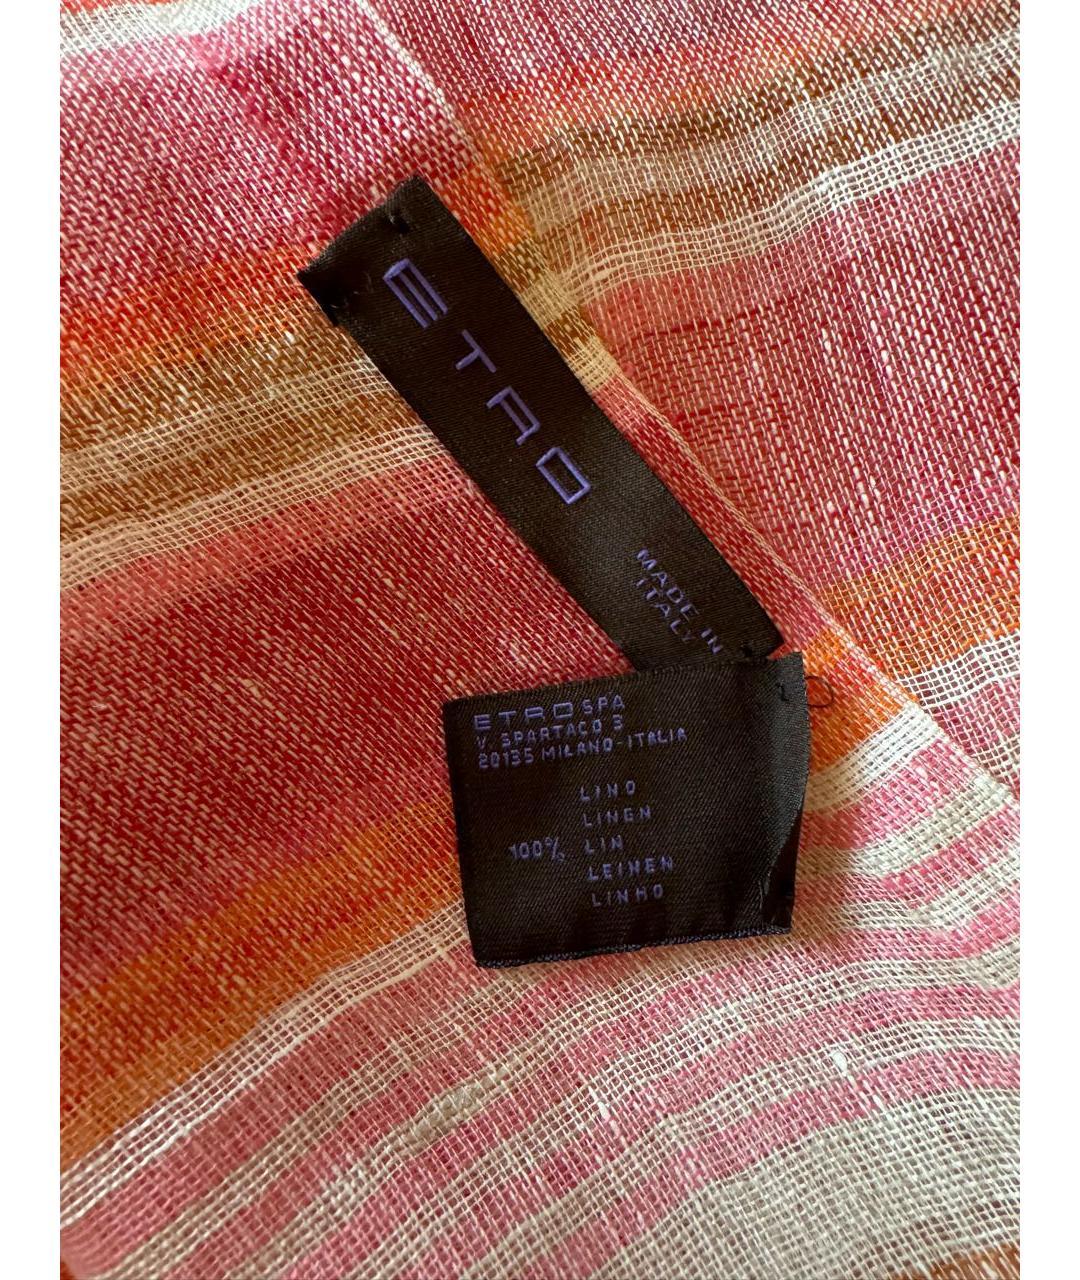 ETRO
MADE IN
ITALY
ETRO SPA
V. SPARTACO 3
20135 MILANO-ITALIA
LINO
LINEN
100% LIN
LEINEN
LINHO